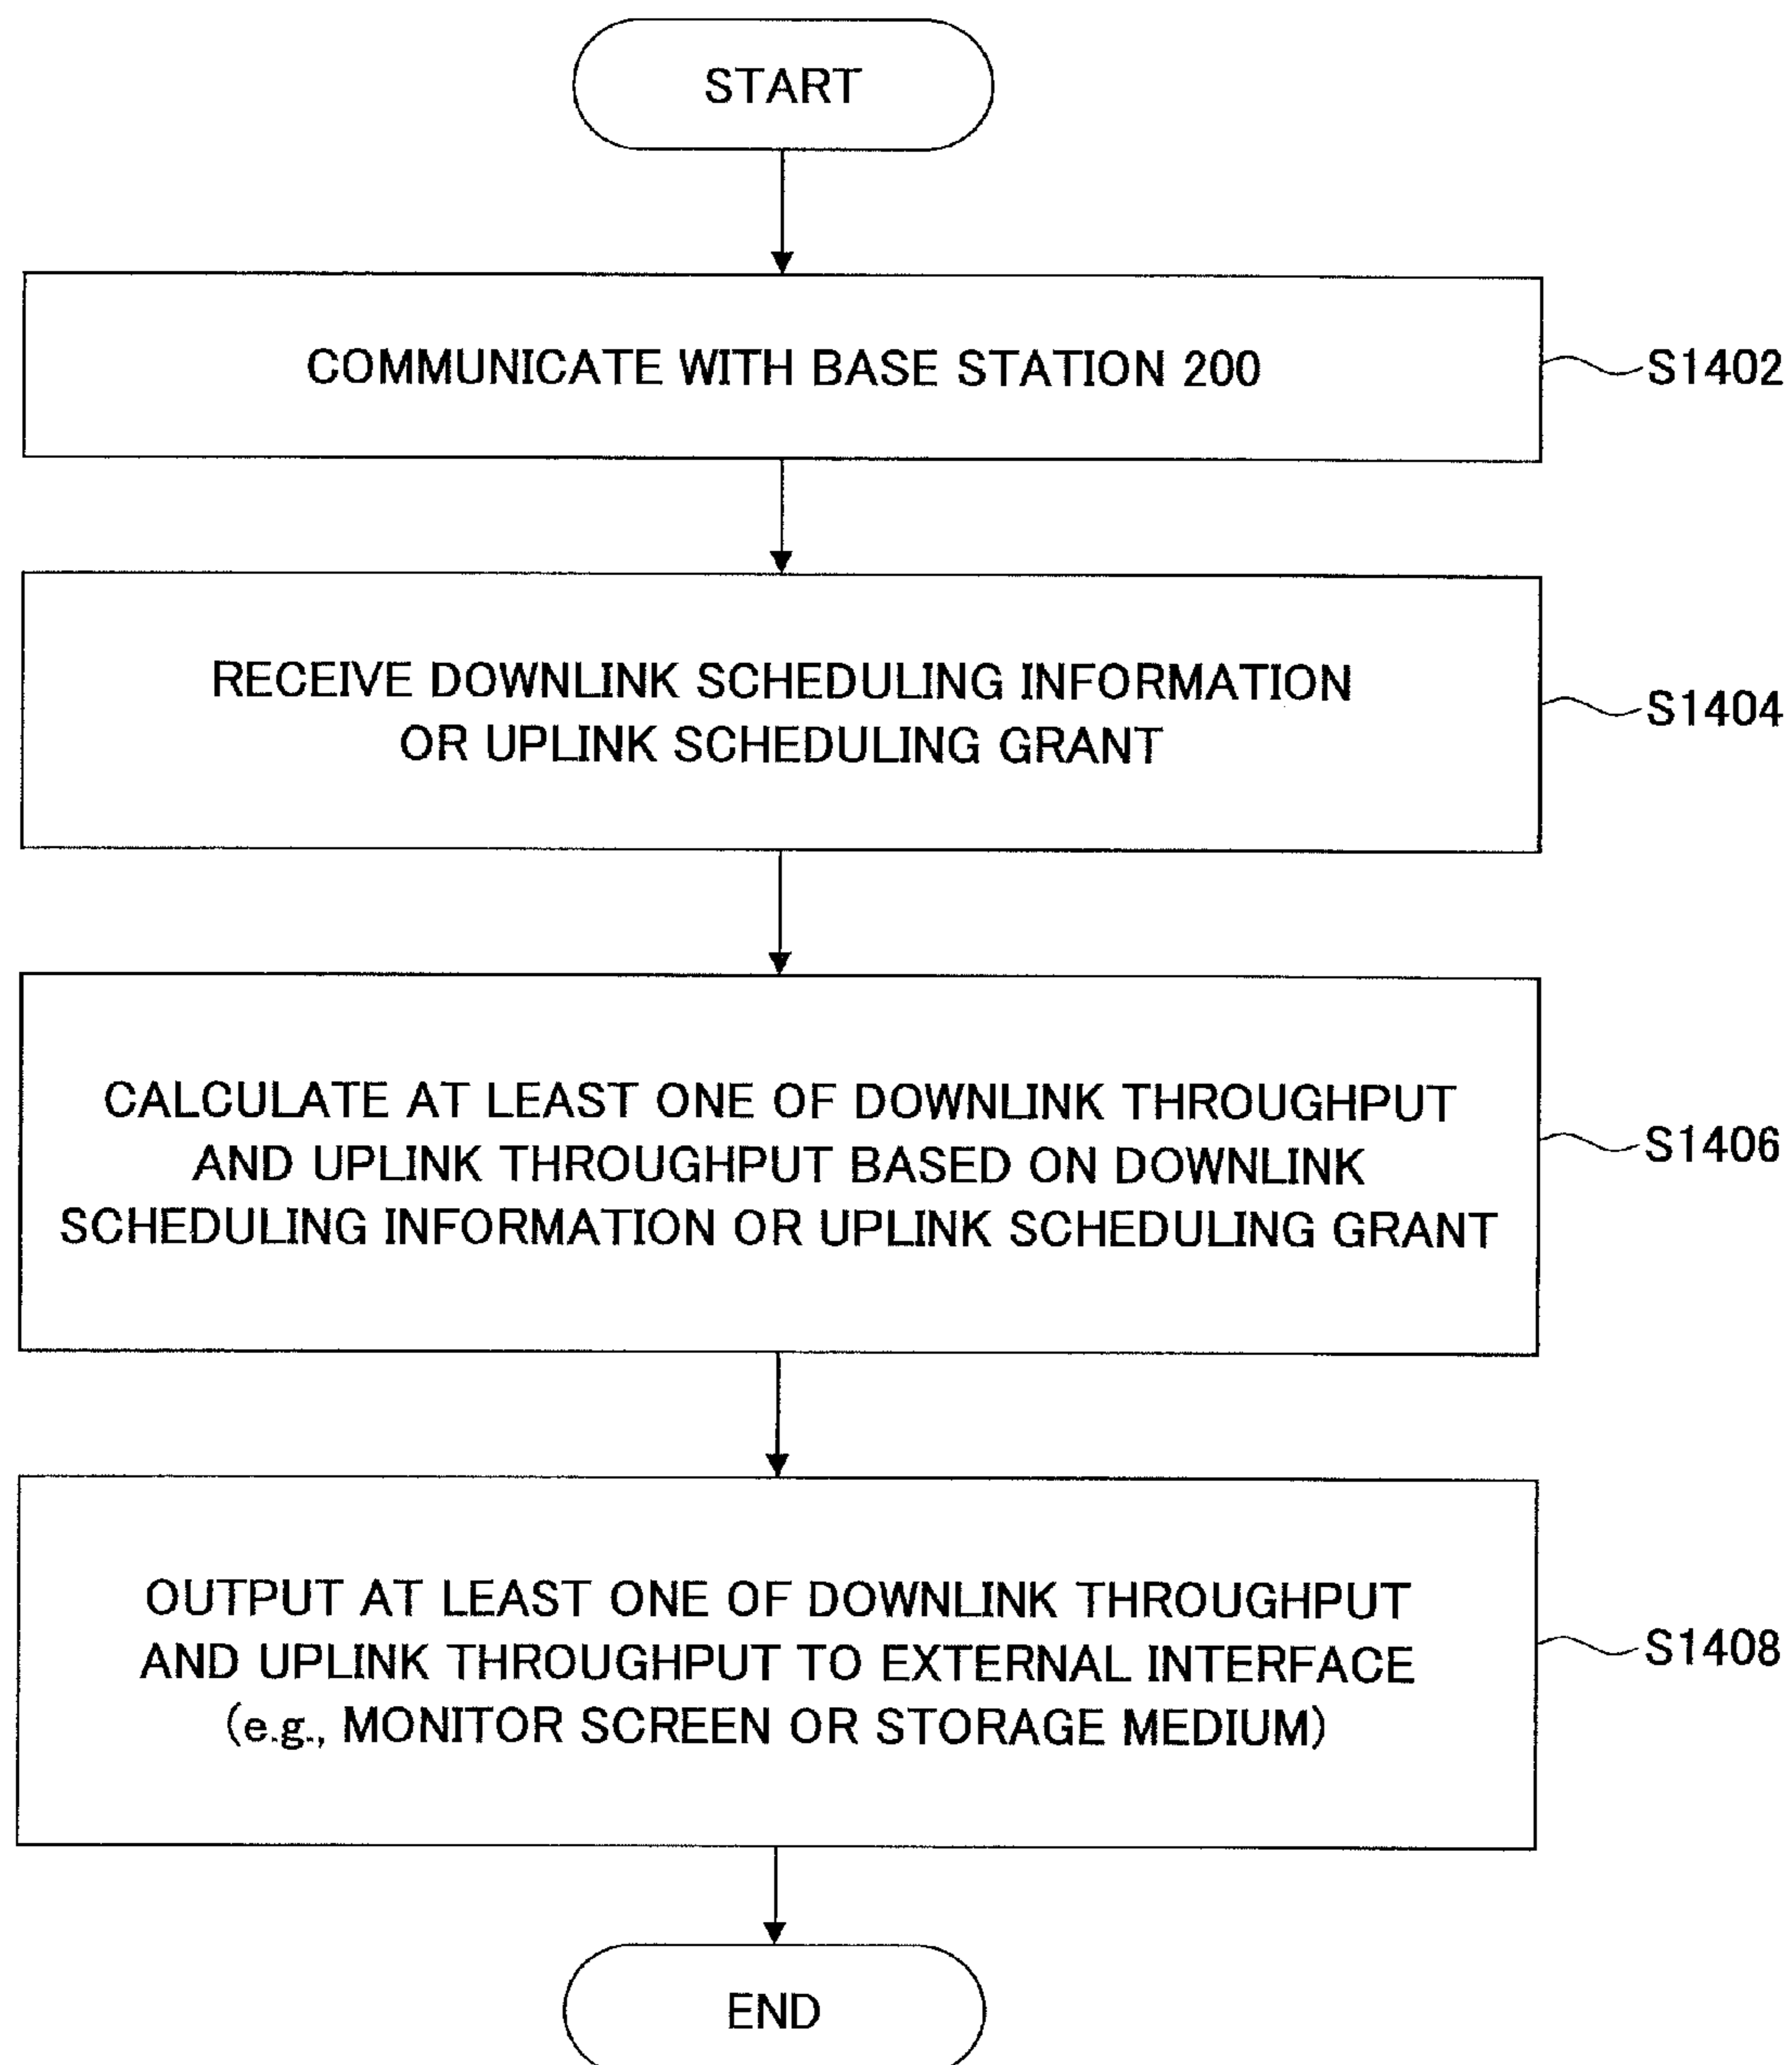 START
COMMUNICATE WITH BASE STATION 200
S1402
RECEIVE DOWNLINK SCHEDULING INFORMATION
OR UPLINK SCHEDULING GRANT
S1404
CALCULATE AT LEAST ONE OF DOWNLINK THROUGHPUT
AND UPLINK THROUGHPUT BASED ON DOWNLINK
SCHEDULING INFORMATION OR UPLINK SCHEDULING GRANT
S1406
OUTPUT AT LEAST ONE OF DOWNLINK THROUGHPUT
AND UPLINK THROUGHPUT TO EXTERNAL INTERFACE
(e.g., MONITOR SCREEN OR STORAGE MEDIUM)
S1408
END